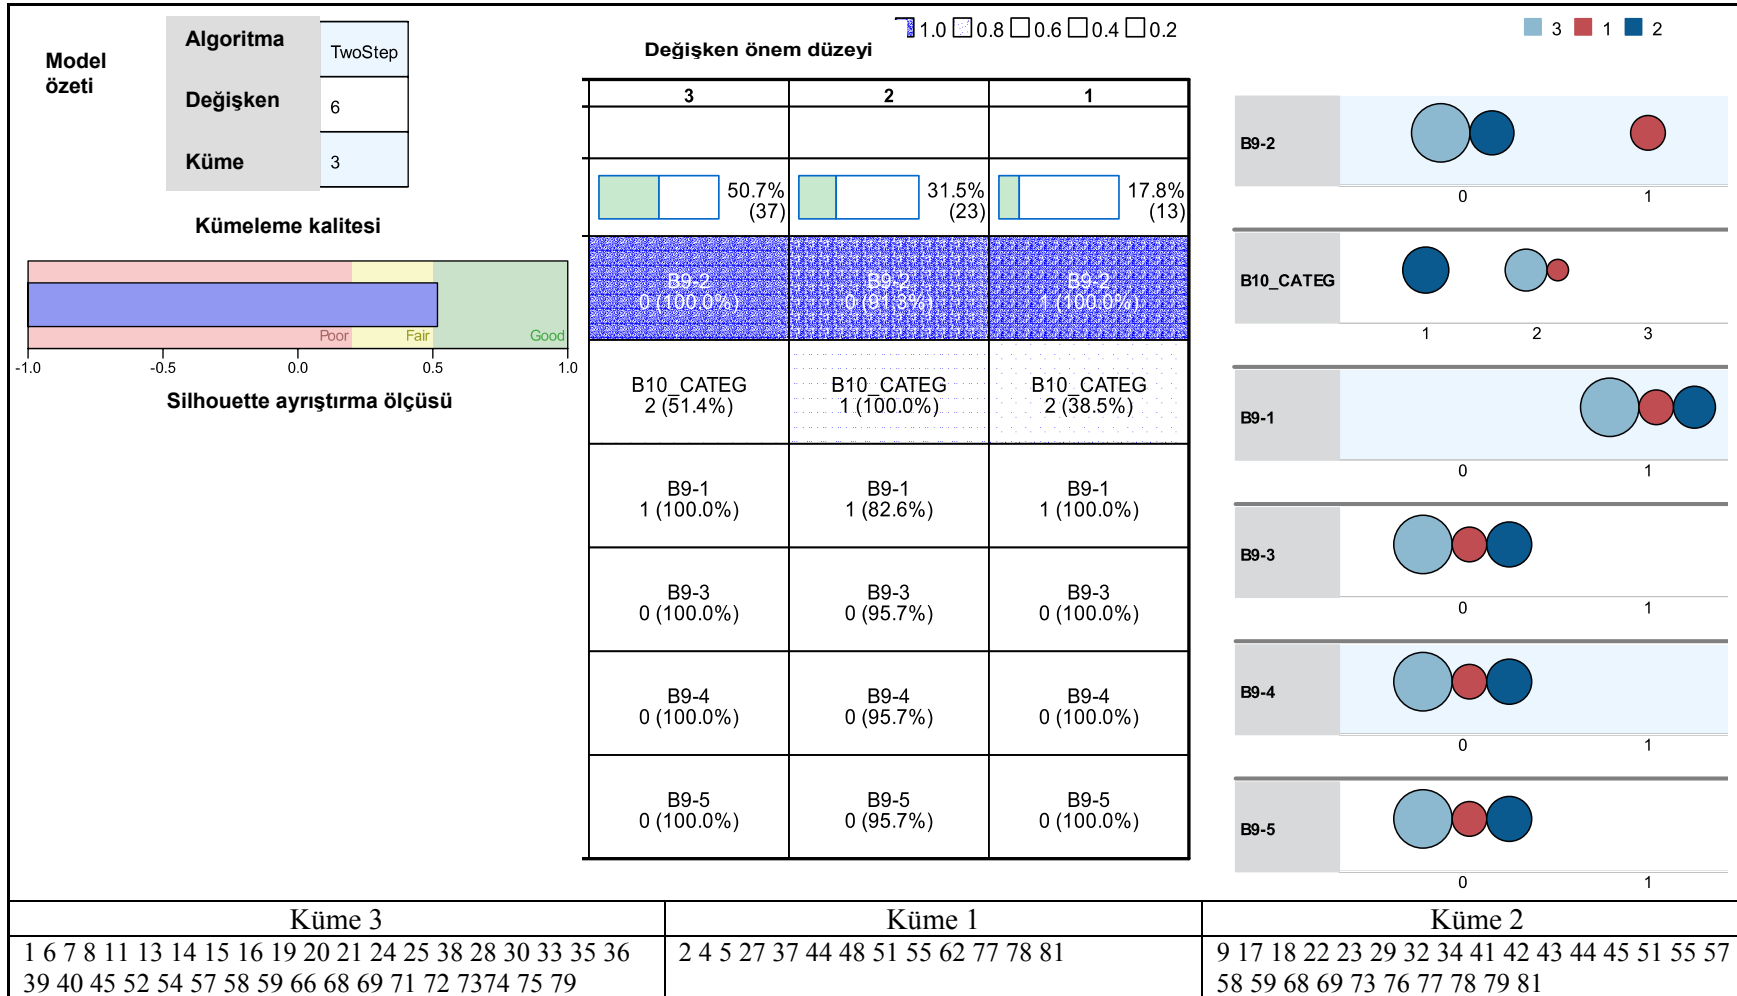 Model
özeti
Algoritma
TwoStep
Değişken
6
Küme
3
Kümeleme kalitesi
Poor
Fair
Good
-1.0
-0.5
0.0
0.5
1.0
Silhouette ayrıştırma ölçüsü
1.0 0.8 0.6 0.4 0.2
Değişken önem düzeyi
3 2 1
50.7% 31.5% 17.8%
(37) (23) (13)
B9-2 B9-2 B9-2
0 (100.0%) 0 (91.3%) 1 (100.0%)
B10_CATEG B10_CATEG B10_CATEG
2 (51.4%) 1 (100.0%) 2 (38.5%)
B9-1 B9-1 B9-1
1 (100.0%) 1 (82.6%) 1 (100.0%)
B9-3 B9-3 B9-3
0 (100.0%) 0 (95.7%) 0 (100.0%)
B9-4 B9-4 B9-4
0 (100.0%) 0 (95.7%) 0 (100.0%)
B9-5 B9-5 B9-5
0 (100.0%) 0 (95.7%) 0 (100.0%)
3 1 2
B9-2
0 1
B10_CATEG
1 2 3
B9-1
0 1
B9-3
0 1
B9-4
0 1
B9-5
0 1
Küme 3
1 6 7 8 11 13 14 15 16 19 20 21 24 25 38 28 30 33 35 36
39 40 45 52 54 57 58 59 66 68 69 71 72 7374 75 79
Küme 1
2 4 5 27 37 44 48 51 55 62 77 78 81
Küme 2
9 17 18 22 23 29 32 34 41 42 43 44 45 51 55 57
58 59 68 69 73 76 77 78 79 81